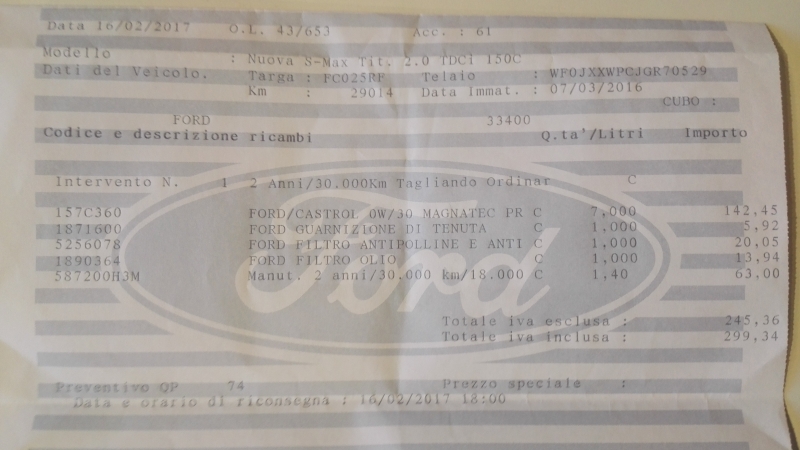 Data 16/02/2017 O.L. 43/653 Acc. : 61
Modello : Nuova S-Max Tit. 2.0 TDCi 150C
Dati del Veicolo. Targa : FC025RF Telaio : WF0JXXWPCJGR70529
Km : 29014 Data Immat. : 07/03/2016
CUBO :
FORD 33400
Codice e descrizione ricambi Q.ta'/Litri Importo
Intervento N. 1 2 Anni/30.000Km Tagliando Ordinar C
157C360 FORD/CASTROL 0W/30 MAGNATEC PR C 7,000 142,45
1871600 FORD GUARNIZIONE DI TENUTA C 1,000 5,92
5256078 FORD FILTRO ANTIPOLLINE E ANTI C 1,000 20,05
1890364 FORD FILTRO OLIO C 1,000 13,94
587200H3M Manut. 2 anni/30.000 km/18.000 C 1,40 63,00
Ford
Totale iva esclusa : 245,36
Totale iva inclusa : 299,34
Preventivo QP 74 Prezzo speciale :
Data e orario di riconsegna : 16/02/2017 18:00